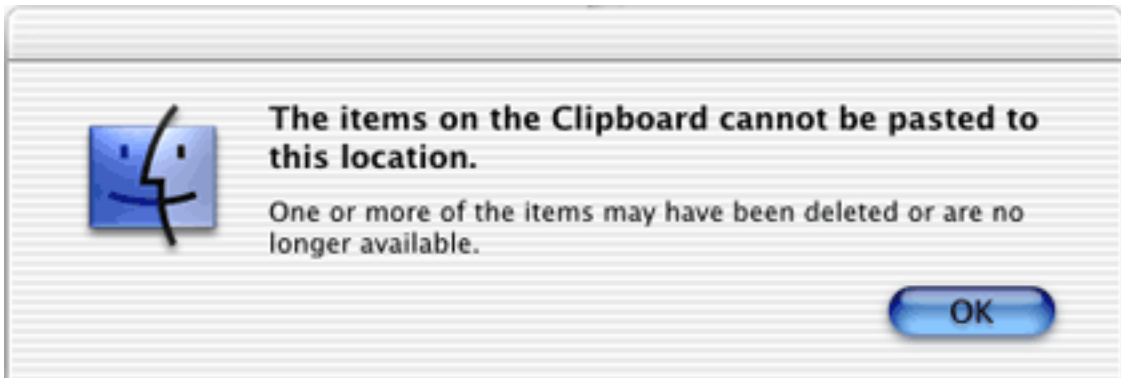 The items on the Clipboard cannot be pasted to
this location.
One or more of the items may have been deleted or are no
longer available.
OK